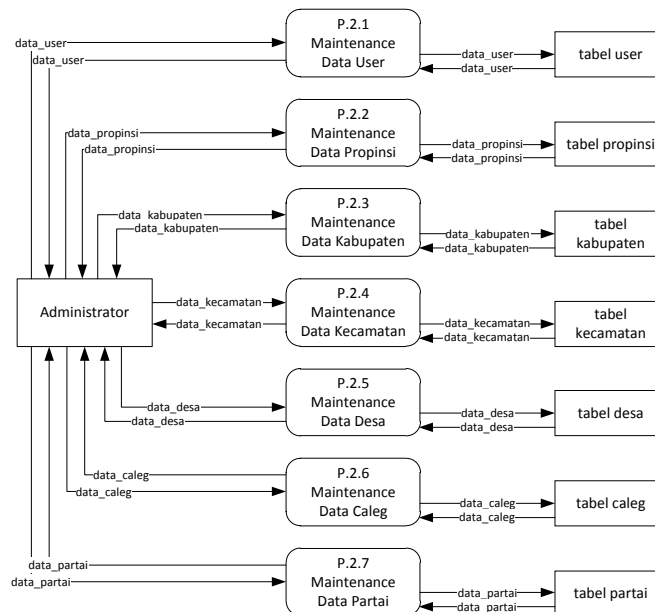 P.2.1
Maintenance
Data User
data_user
data_user
data_user
data_user
tabel user
P.2.2
Maintenance
Data Propinsi
data_propinsi
data_propinsi
data_propinsi
data_propinsi
tabel propinsi
P.2.3
Maintenance
Data Kabupaten
data_kabupaten
data_kabupaten
data_kabupaten
data_kabupaten
tabel
kabupaten
Administrator
P.2.4
Maintenance
Data Kecamatan
data_kecamatan
data_kecamatan
data_kecamatan
data_kecamatan
tabel
kecamatan
P.2.5
Maintenance
Data Desa
data_desa
data_desa
data_desa
data_desa
tabel desa
P.2.6
Maintenance
Data Caleg
data_caleg
data_caleg
data_caleg
data_caleg
tabel caleg
P.2.7
Maintenance
Data Partai
data_partai
data_partai
data_partai
data_partai
tabel partai